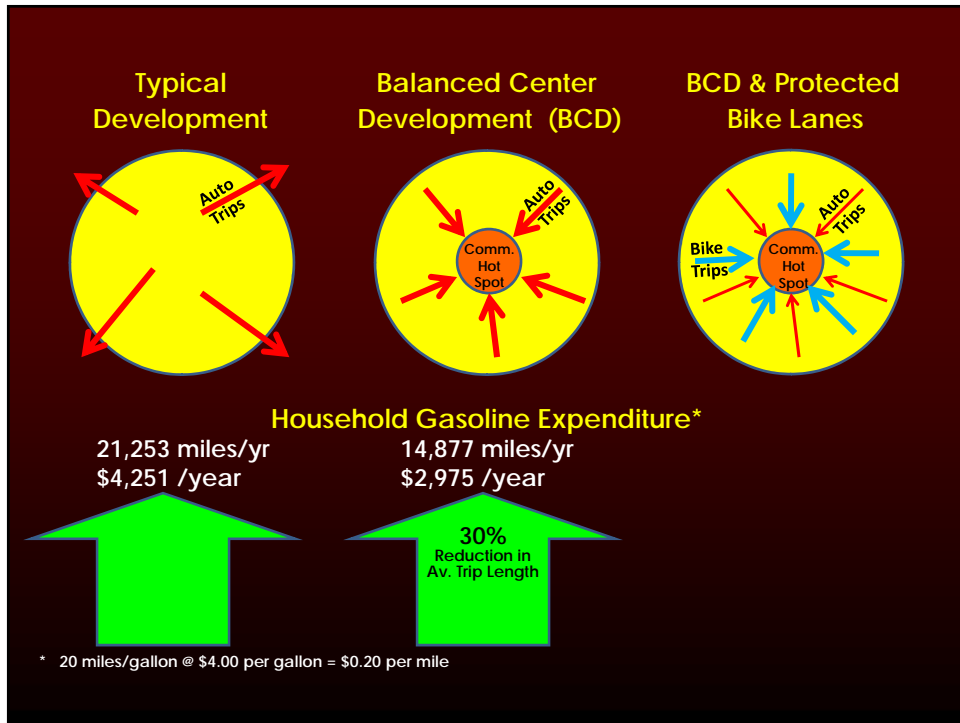 Typical
Development
Balanced Center
Development (BCD)
BCD & Protected
Bike Lanes
Auto
Trips
Auto
Trips
Comm.
Hot
Spot
Auto
Trips
Bike
Trips
Comm.
Hot
Spot
Household Gasoline Expenditure*
21,253 miles/yr
$4,251 /year
14,877 miles/yr
$2,975 /year
30%
Reduction in
Av. Trip Length
* 20 miles/gallon @ $4.00 per gallon = $0.20 per mile